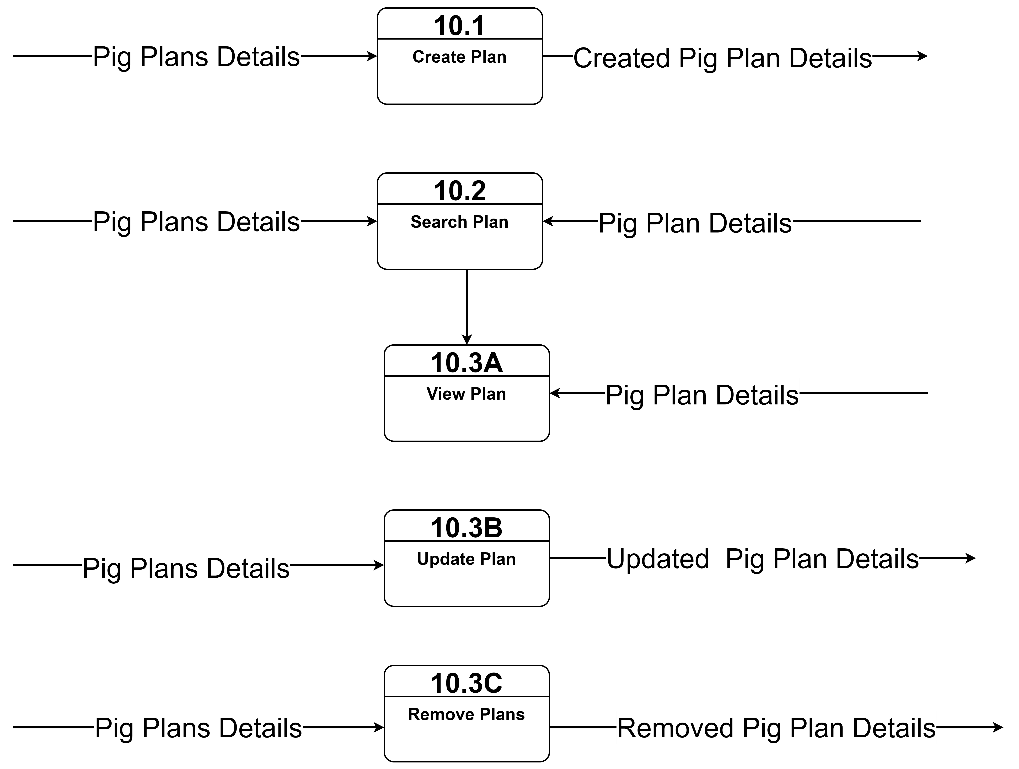 10.1
Pig Plans Details
Create Plan
Created Pig Plan Details
10.2
Pig Plans Details
Search Plan
Pig Plan Details
10.3A
View Plan
Pig Plan Details
10.3B
Pig Plans Details
Update Plan
Updated  Pig Plan Details
10.3C
Pig Plans Details
Remove Plans
Removed Pig Plan Details